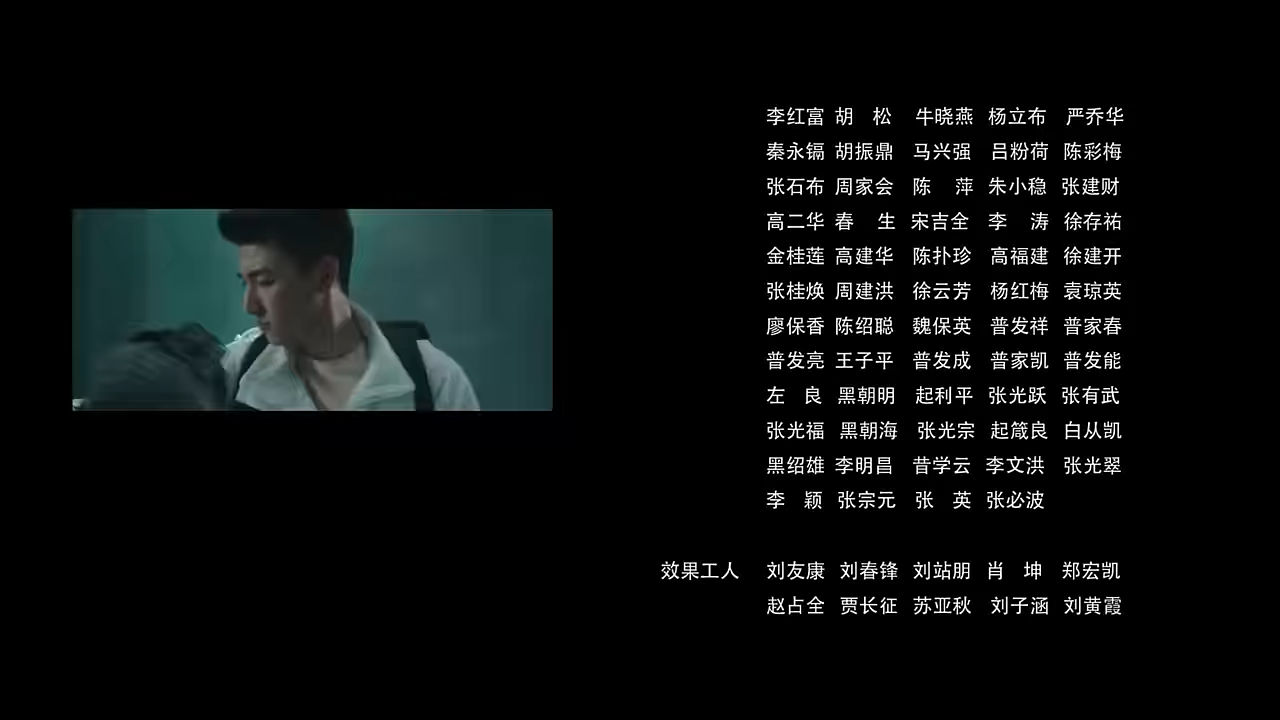 李红富 胡 松 牛晓燕 杨立布 严乔华
秦永镉 胡振鼎 马兴强 吕粉荷 陈彩梅
张石布 周家会 陈 萍 朱小稳 张建财
高二华 春 生 宋吉全 李 涛 徐存祐
金桂莲 高建华 陈扑珍 高福建 徐建开
张桂焕 周建洪 徐云芳 杨红梅 袁琼英
廖保香 陈绍聪 魏保英 普发祥 普家春
普发亮 王子平 普发成 普家凯 普发能
左 良 黑朝明 起利平 张光跃 张有武
张光福 黑朝海 张光宗 起箴良 白从凯
黑绍雄 李明昌 昔学云 李文洪 张光翠
李 颖 张宗元 张 英 张必波
效果工人 刘友康 刘春锋 刘站朋 肖 坤 郑宏凯
赵占全 贾长征 苏亚秋 刘子涵 刘黄霞